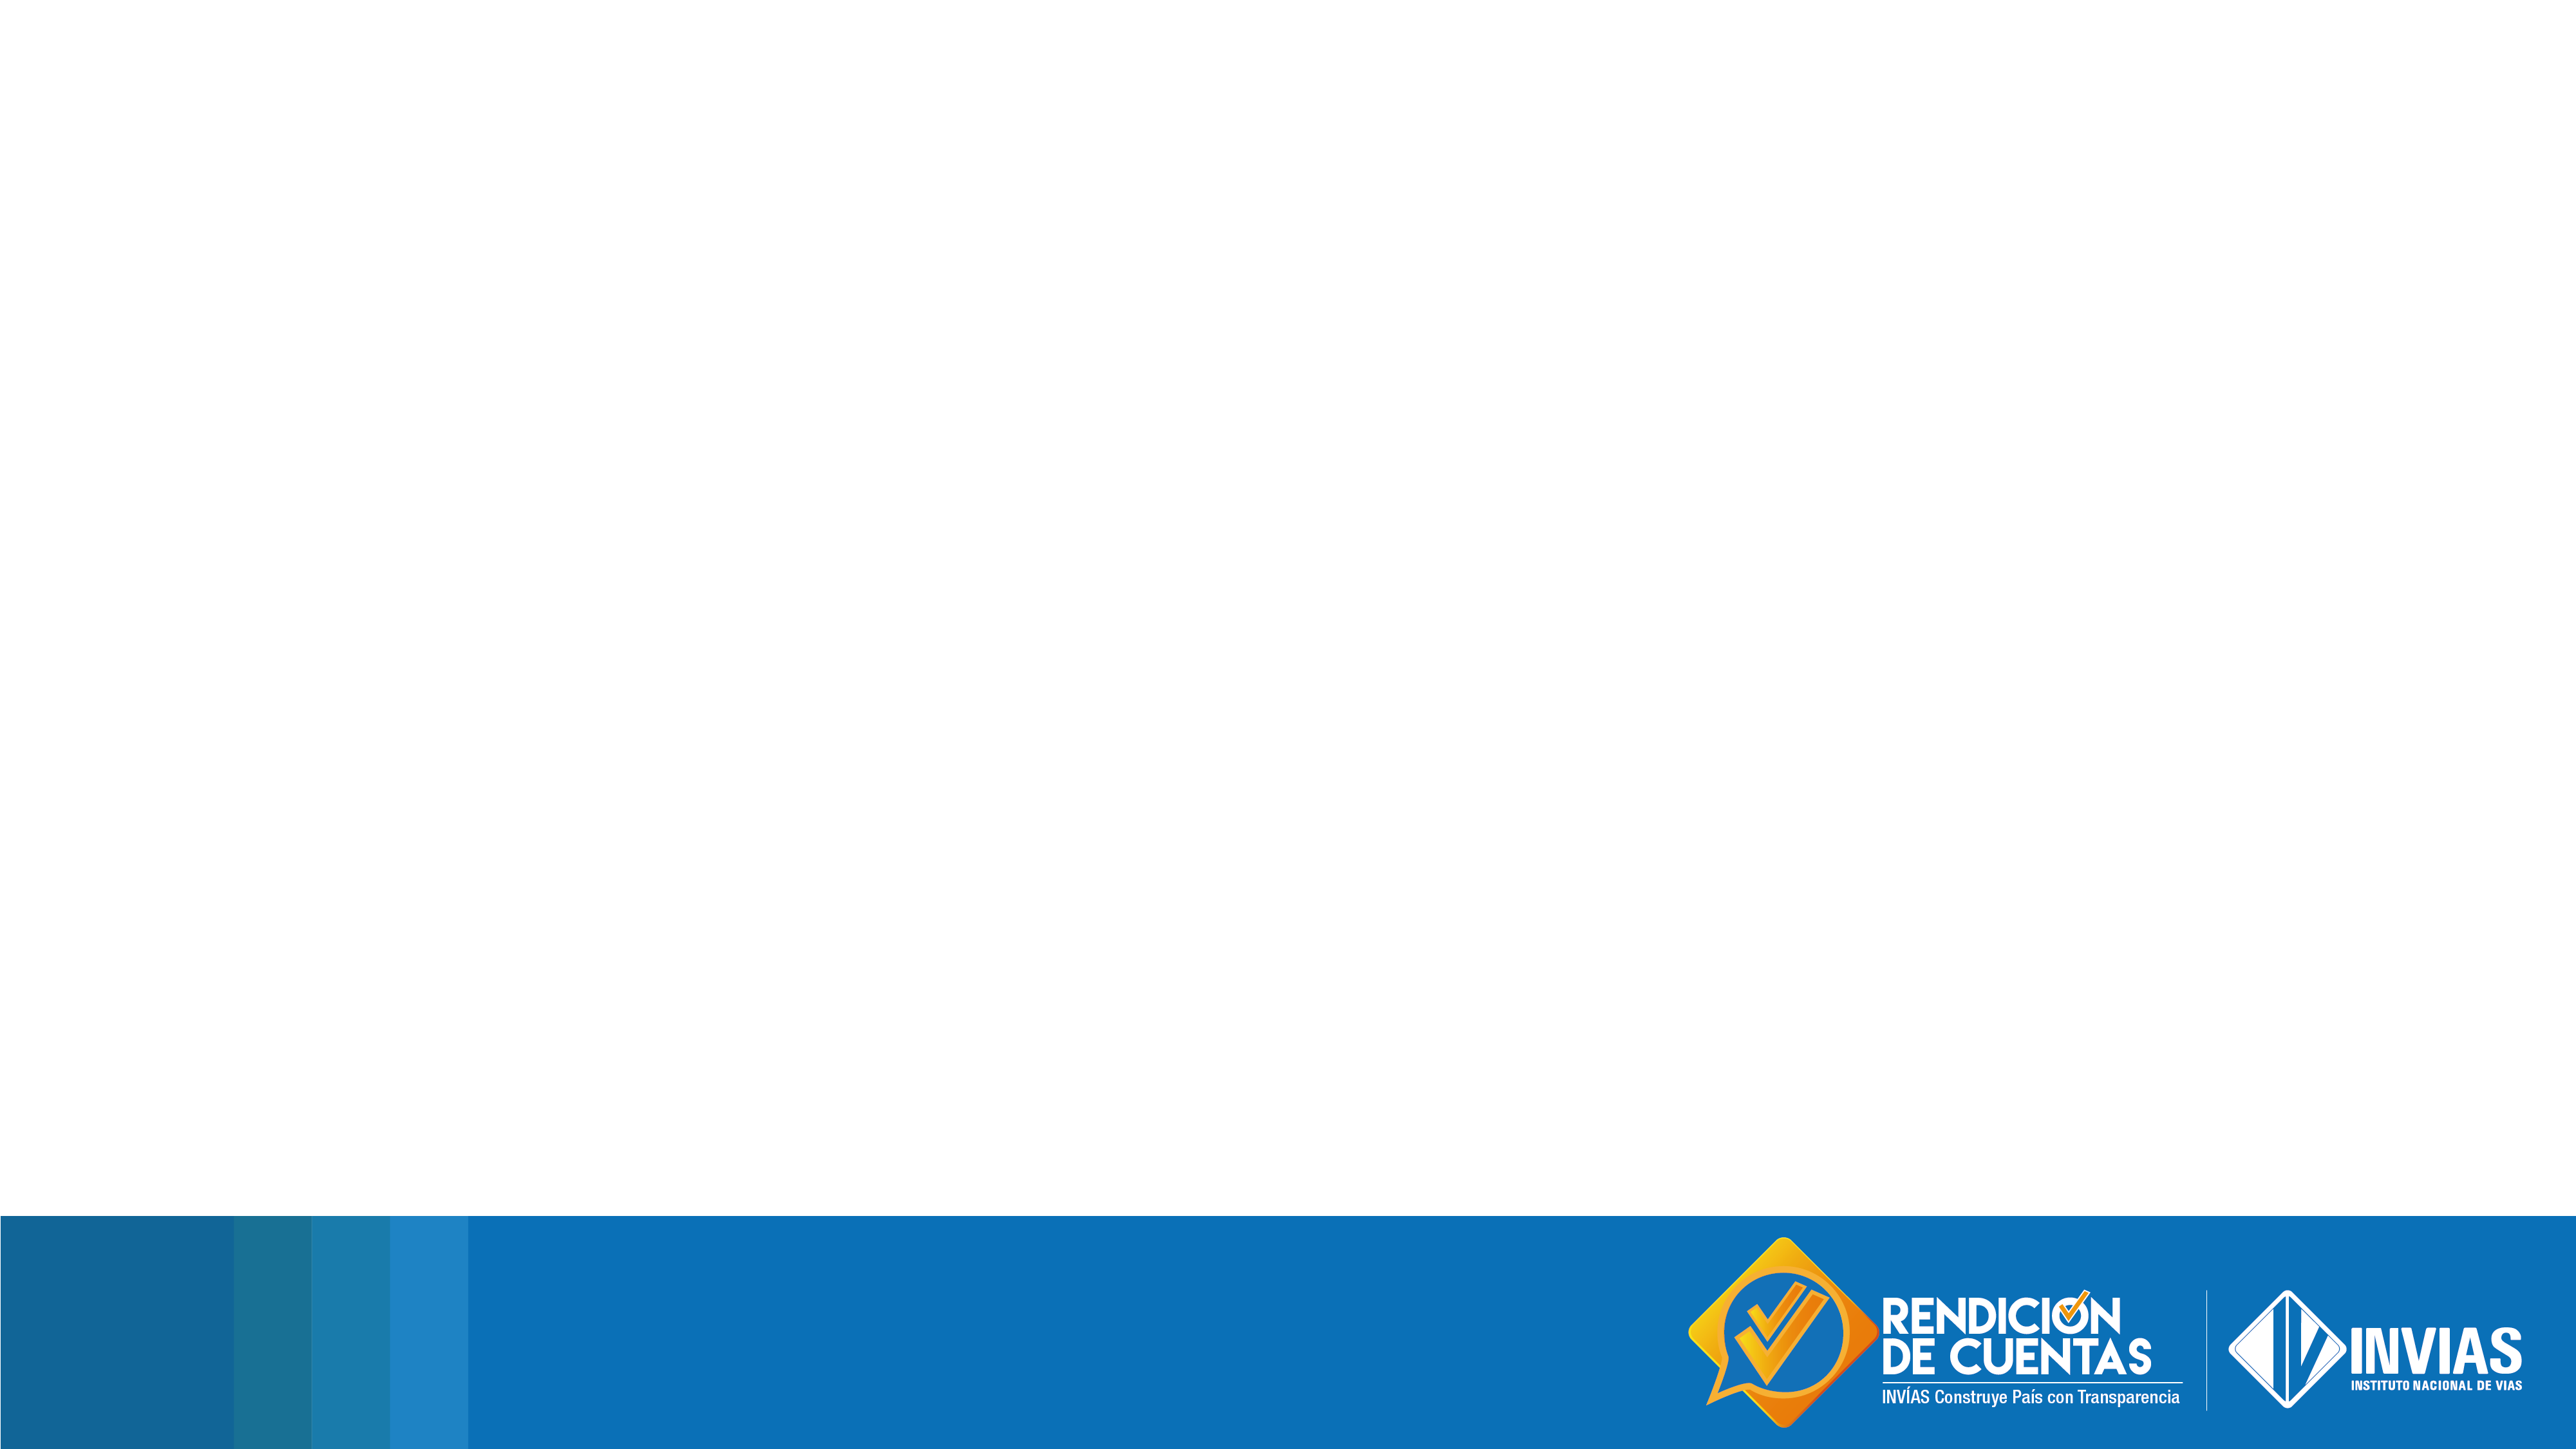 RENDICIÓN
DE CUENTAS
INVÍAS Construye País con Transparencia
INVIAS
INSTITUTO NACIONAL DE VIAS